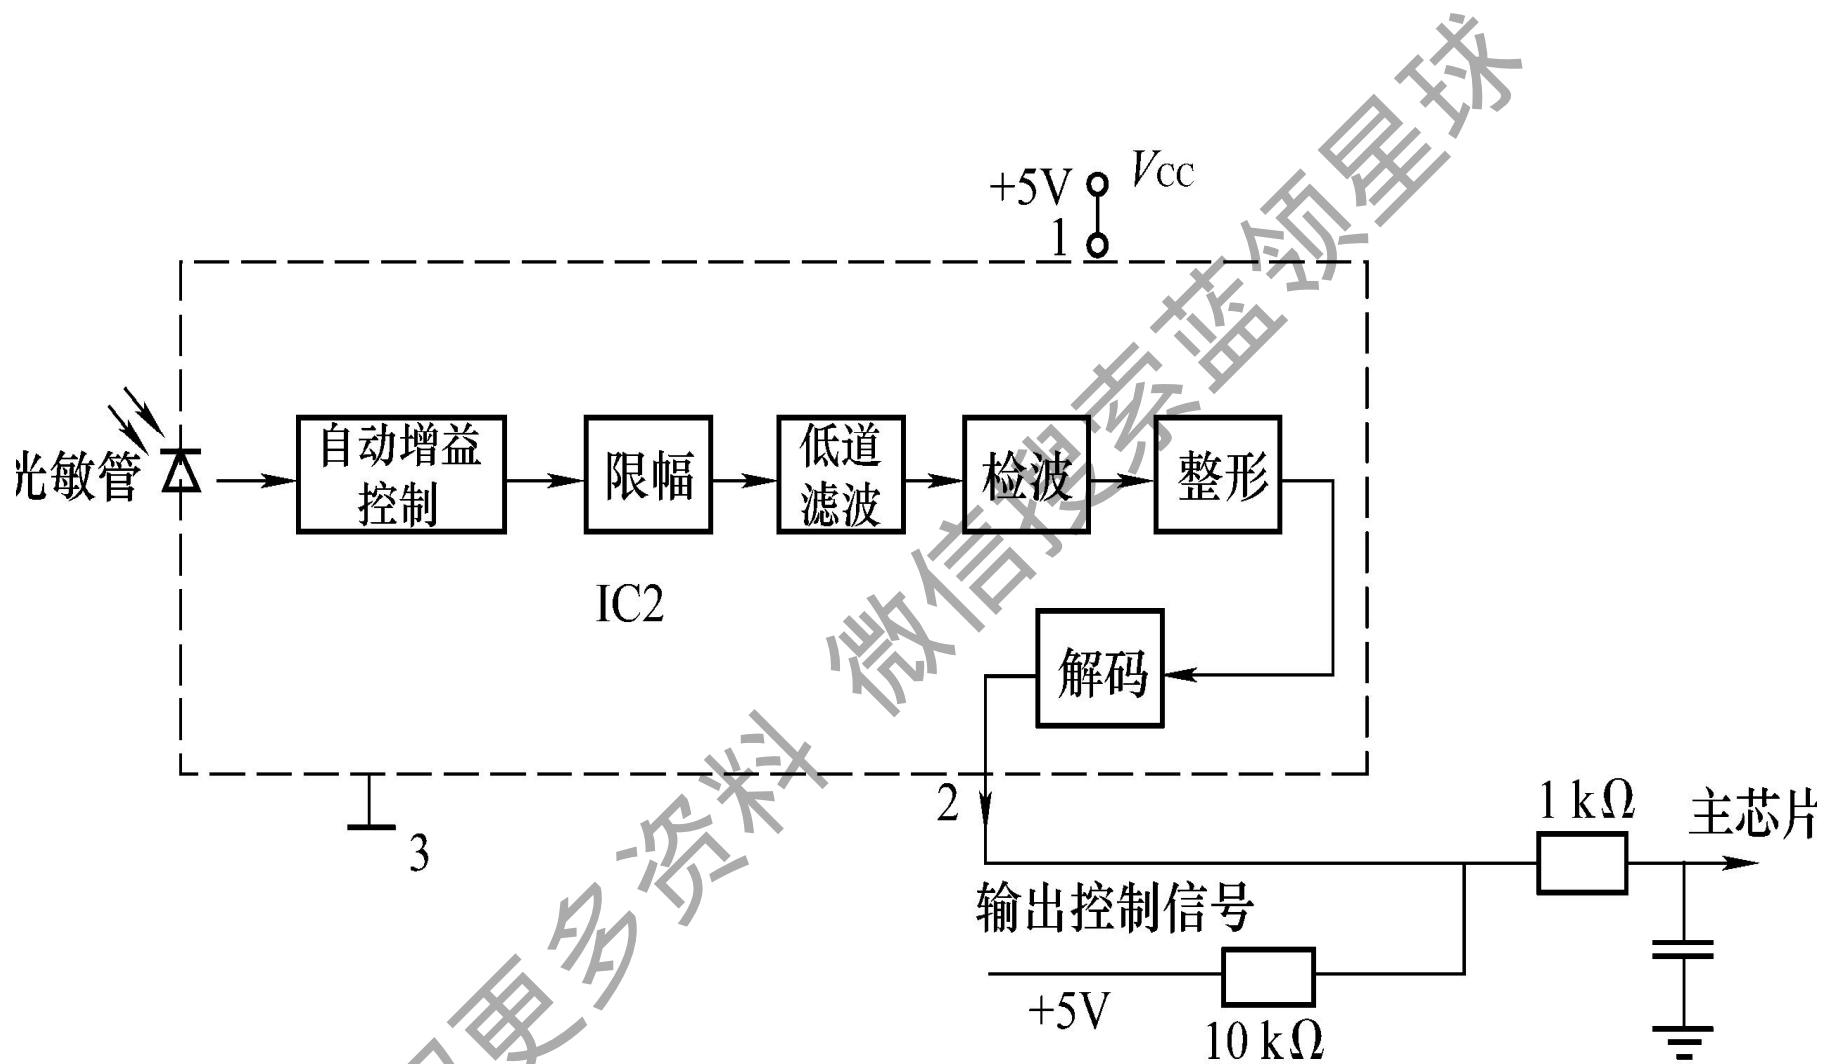 +5V
V_CC
1
光敏管
自动增益
控制
限幅
低道
滤波
检波
整形
IC2
解码
2
3
1 kΩ
主芯片
输出控制信号
+5V
10 kΩ
更多资料 微信搜索蓝领星球